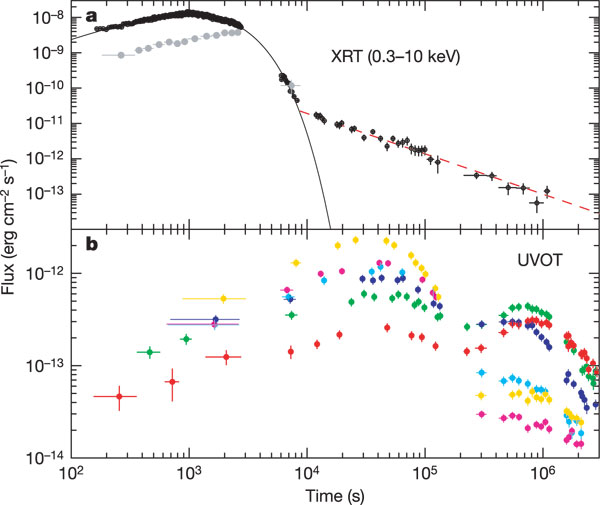 a
XRT (0.3–10 keV)
10⁻⁸
10⁻⁹
10⁻¹⁰
10⁻¹¹
10⁻¹²
10⁻¹³
Flux (erg cm⁻² s⁻¹)
b
UVOT
10⁻¹²
10⁻¹³
10⁻¹⁴
10² 10³ 10⁴ 10⁵ 10⁶
Time (s)